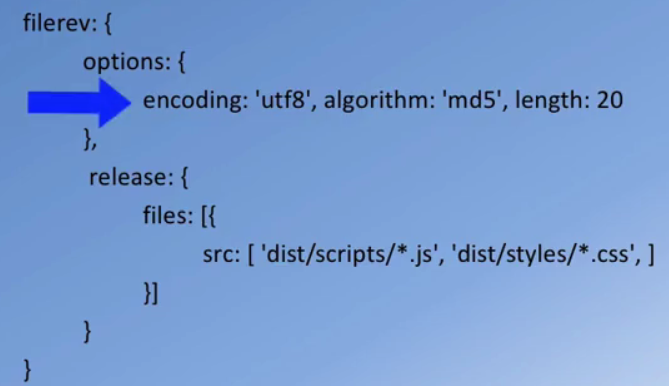 filerev: {
options: {
encoding: 'utf8', algorithm: 'md5', length: 20
},
release: {
files: [{
src: [ 'dist/scripts/*.js', 'dist/styles/*.css', ]
}]
}
}